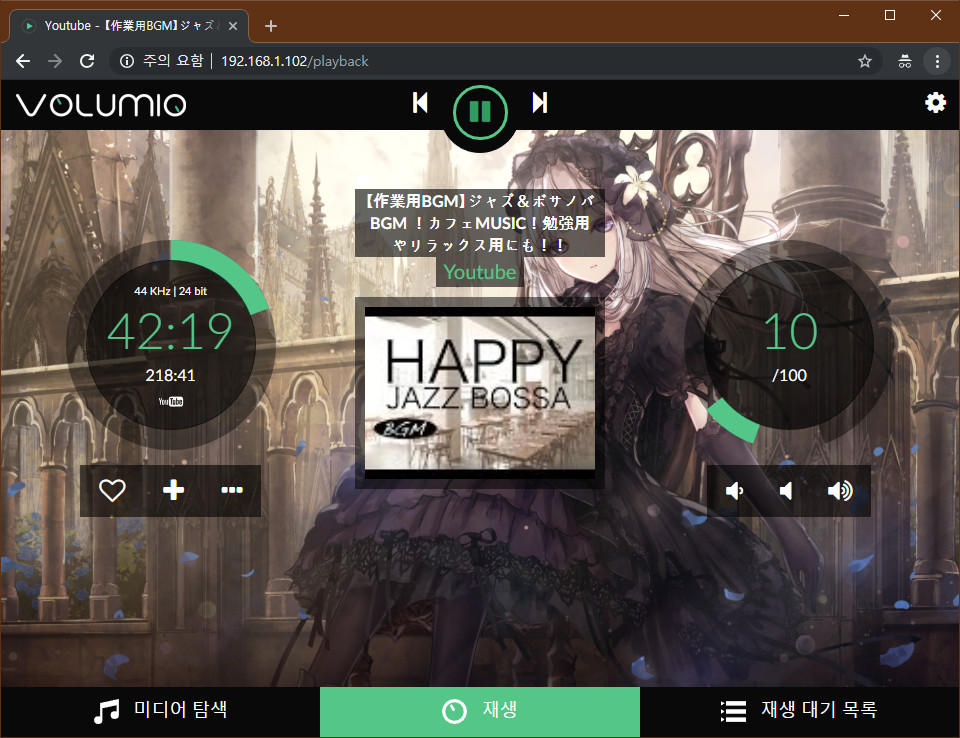 Youtube - 【作業用BGM】ジャズ
주의 요함 | 192.168.1.102/playback
VOLUMIO
【作業用BGM】ジャズ＆ボサノバ
BGM ！カフェMUSIC！勉強用
やリラックス用にも！！
Youtube
44 KHz | 24 bit
42:19
218:41
YouTube
10
/100
HAPPY
JAZZ BOSSA
BGM
미디어 탐색
재생
재생 대기 목록